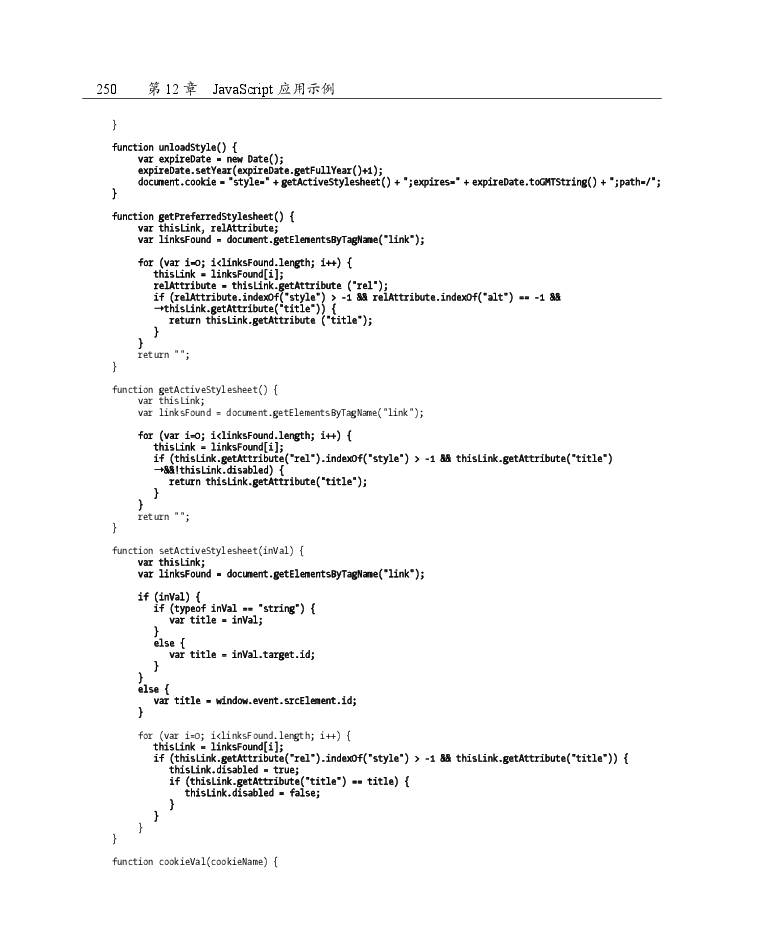 250 第 12 章 JavaScript 应用示例
}
function unloadStyle() {
var expireDate = new Date();
expireDate.setYear(expireDate.getFullYear()+1);
document.cookie = "style=" + getActiveStylesheet() + ";expires=" + expireDate.toGMTString() + ";path=/";
}
function getPreferredStylesheet() {
var thisLink, relAttribute;
var linksFound = document.getElementsByTagName("link");
for (var i=0; i<linksFound.length; i++) {
thisLink = linksFound[i];
relAttribute = thisLink.getAttribute ("rel");
if (relAttribute.indexOf("style") > -1 && relAttribute.indexOf("alt") == -1 &&
→thisLink.getAttribute("title")) {
return thisLink.getAttribute ("title");
}
}
return "";
}
function getActiveStylesheet() {
var thisLink;
var linksFound = document.getElementsByTagName("link");
for (var i=0; i<linksFound.length; i++) {
thisLink = linksFound[i];
if (thisLink.getAttribute("rel").indexOf("style") > -1 && thisLink.getAttribute("title")
→&&!thisLink.disabled) {
return thisLink.getAttribute("title");
}
}
return "";
}
function setActiveStylesheet(inVal) {
var thisLink;
var linksFound = document.getElementsByTagName("link");
if (inVal) {
if (typeof inVal == "string") {
var title = inVal;
}
else {
var title = inVal.target.id;
}
}
else {
var title = window.event.srcElement.id;
}
for (var i=0; i<linksFound.length; i++) {
thisLink = linksFound[i];
if (thisLink.getAttribute("rel").indexOf("style") > -1 && thisLink.getAttribute("title")) {
thisLink.disabled = true;
if (thisLink.getAttribute("title") == title) {
thisLink.disabled = false;
}
}
}
}
function cookieVal(cookieName) {